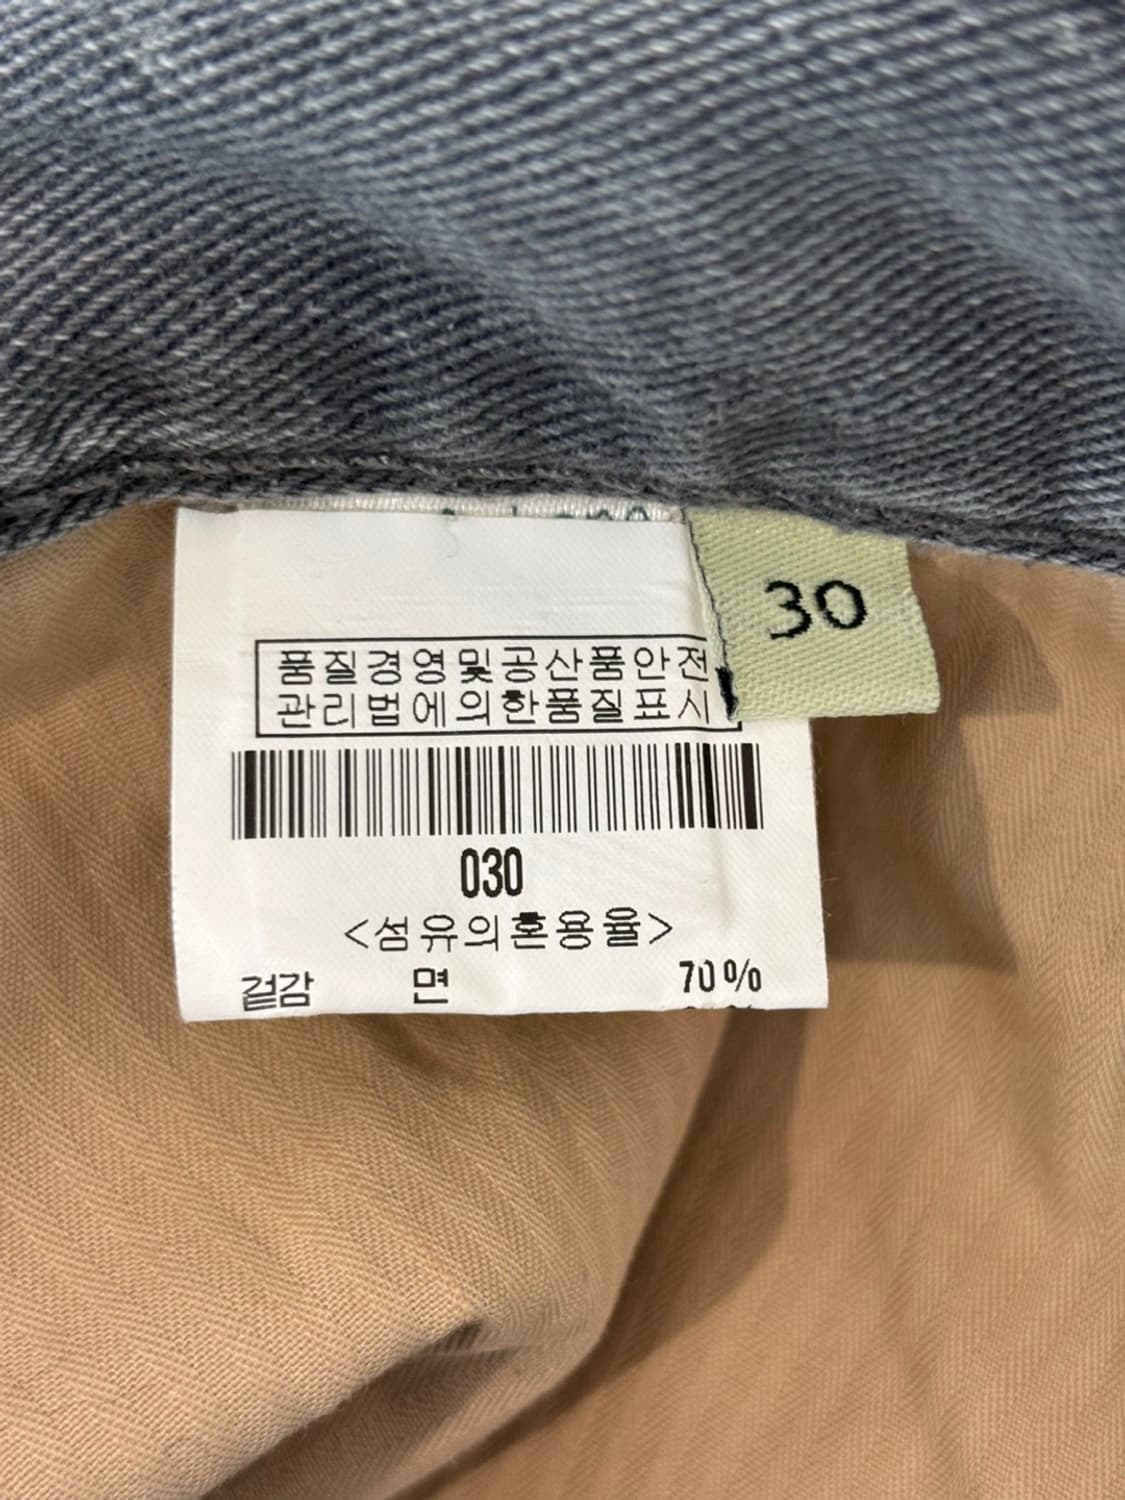 30
품질경영및공산품안전
관리법에의한품질표시
030
<섬유의혼용율>
겉감 면 70%